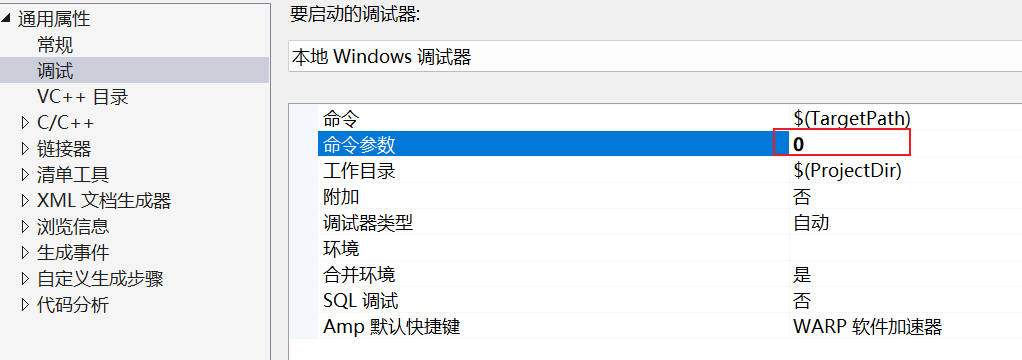 通用属性
常规
调试
VC++ 目录
C/C++
链接器
清单工具
XML 文档生成器
浏览信息
生成事件
自定义生成步骤
代码分析
要启动的调试器:
本地 Windows 调试器
命令 $(TargetPath)
命令参数 0
工作目录 $(ProjectDir)
附加 否
调试器类型 自动
环境
合并环境 是
SQL 调试 否
Amp 默认快捷键 WARP 软件加速器